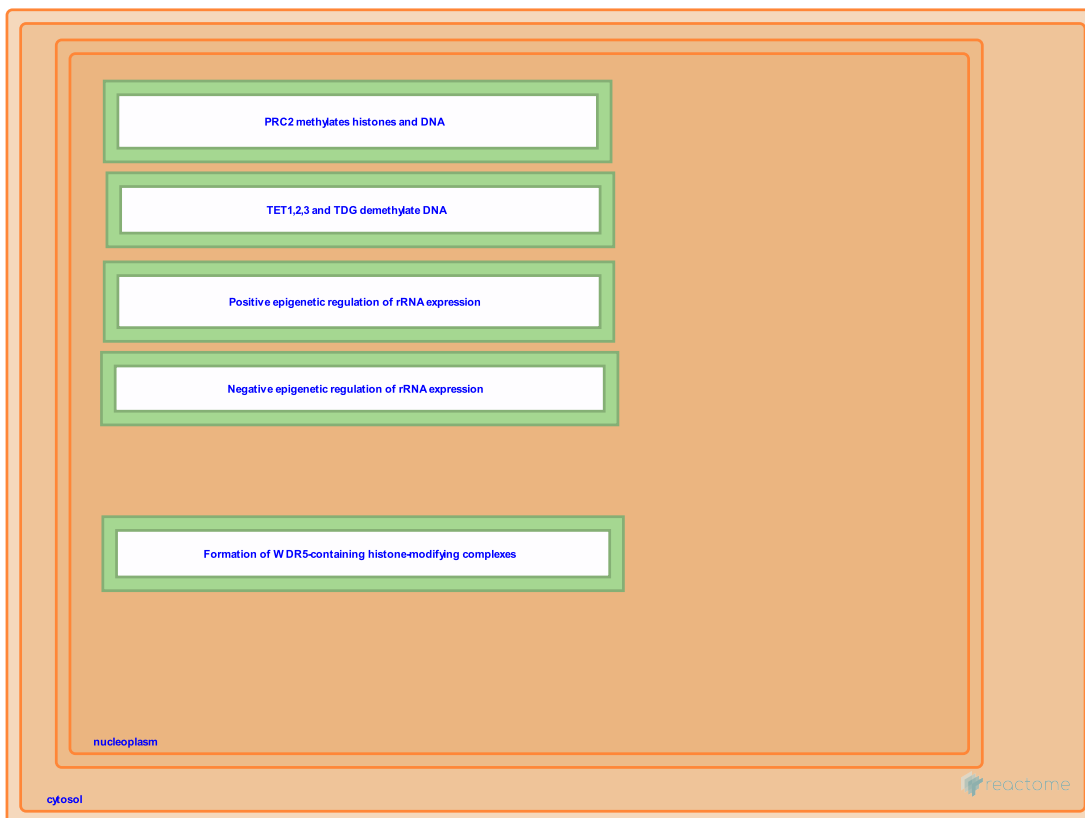 PRC2 methylates histones and DNA
TET1,2,3 and TDG demethylate DNA
Positive epigenetic regulation of rRNA expression
Negative epigenetic regulation of rRNA expression
Formation of WDR5-containing histone-modifying complexes
nucleoplasm
reactome
cytosol